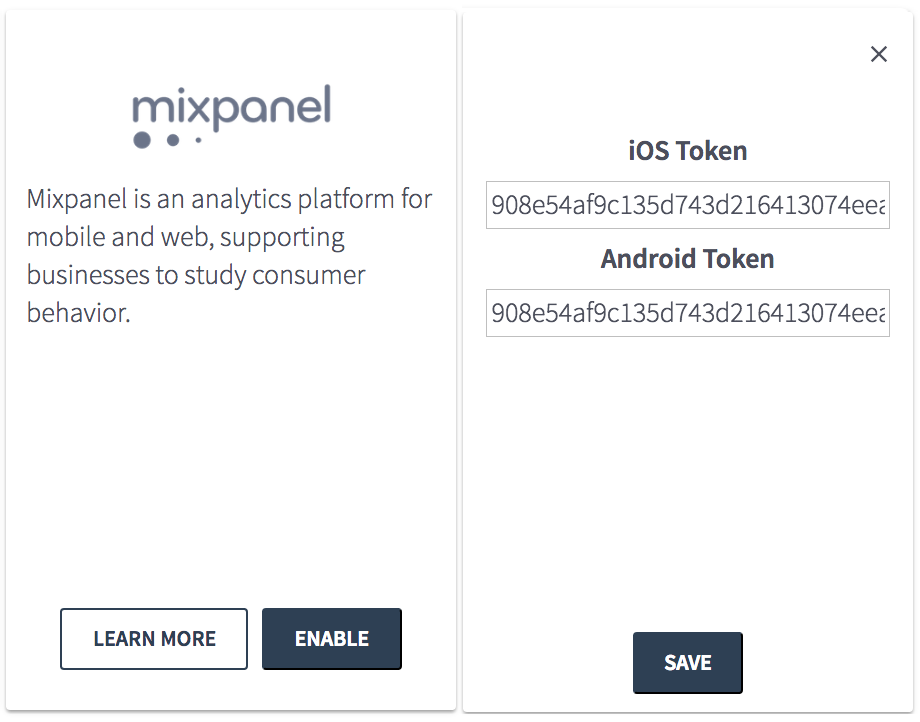 mixpanel
Mixpanel is an analytics platform for
mobile and web, supporting
businesses to study consumer
behavior.
LEARN MORE
ENABLE
iOS Token
908e54af9c135d743d216413074eea
Android Token
908e54af9c135d743d216413074eea
SAVE